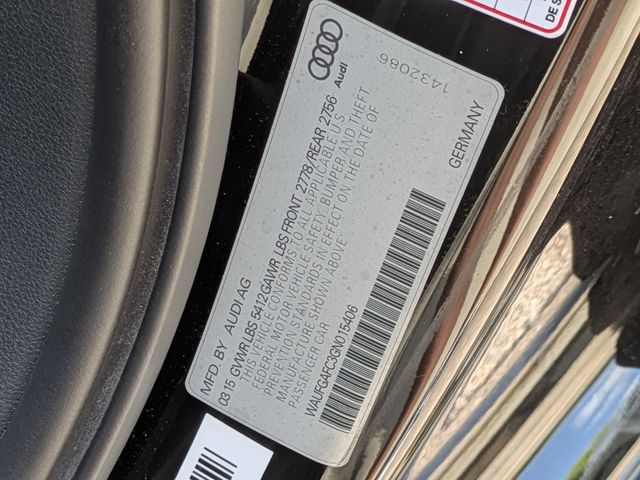 MFD. BY AUDI AG
Audi
03 15 GVWR LBS 5412 GAWR LBS FRONT 2778/REAR 2756
THIS VEHICLE CONFORMS TO ALL APPLICABLE U S
FEDERAL MOTOR VEHICLE SAFETY, BUMPER AND THEFT
PREVENTION STANDARDS IN EFFECT ON THE DATE OF
MANUFACTURE SHOWN ABOVE
PASSENGER CAR
1432086
WAUFGAFC3GN015406
GERMANY
DE S